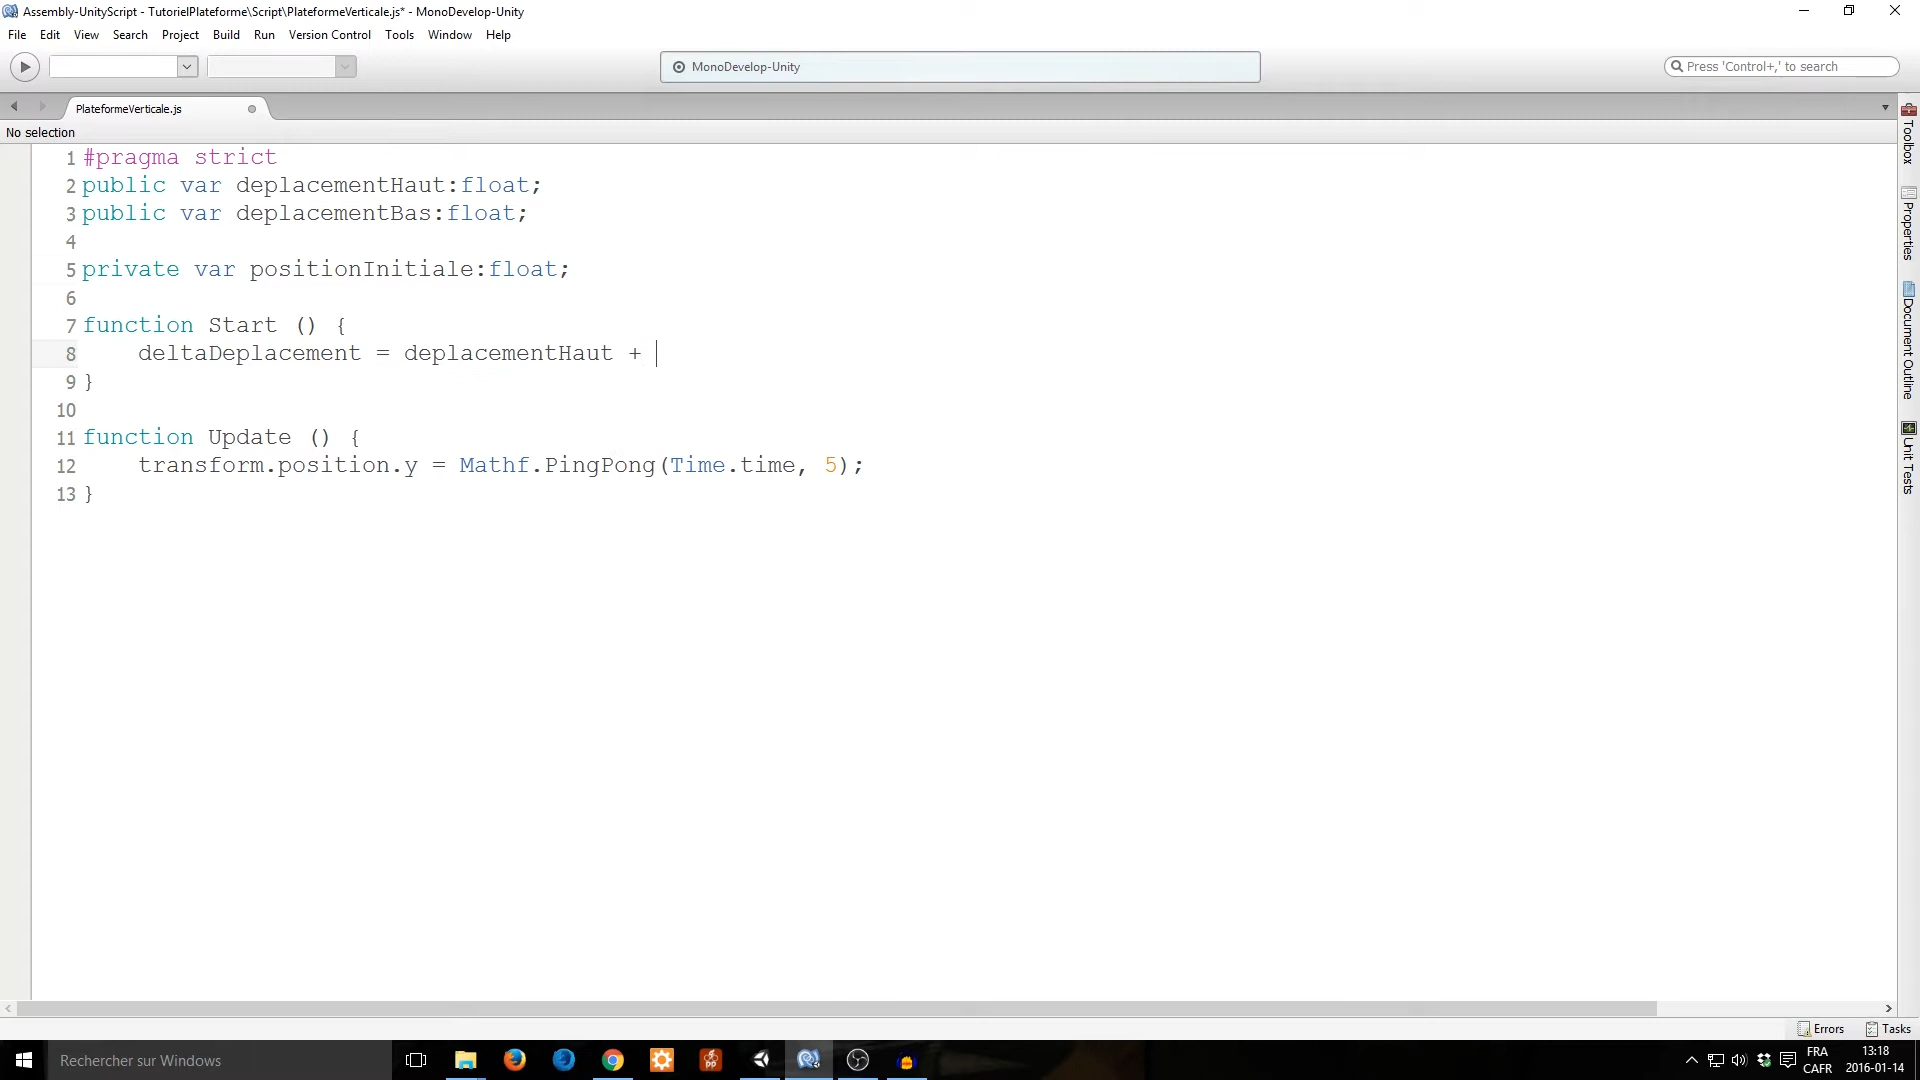 Assembly-UnityScript - TutorielPlateforme\Script\PlateformeVerticale.js* - MonoDevelop-Unity
File Edit View Search Project Build Run Version Control Tools Window Help
MonoDevelop-Unity
Press 'Control+,' to search
PlateformeVerticale.js
No selection
1 #pragma strict
2 public var deplacementHaut:float;
3 public var deplacementBas:float;
4
5 private var positionInitiale:float;
6
7 function Start () {
8 deltaDeplacement = deplacementHaut +
9 }
10
11 function Update () {
12 transform.position.y = Mathf.PingPong(Time.time, 5);
13 }
Toolbox
Properties
Document Outline
Unit Tests
Errors Tasks
Rechercher sur Windows
FRA
CAFR
13:18
2016-01-14